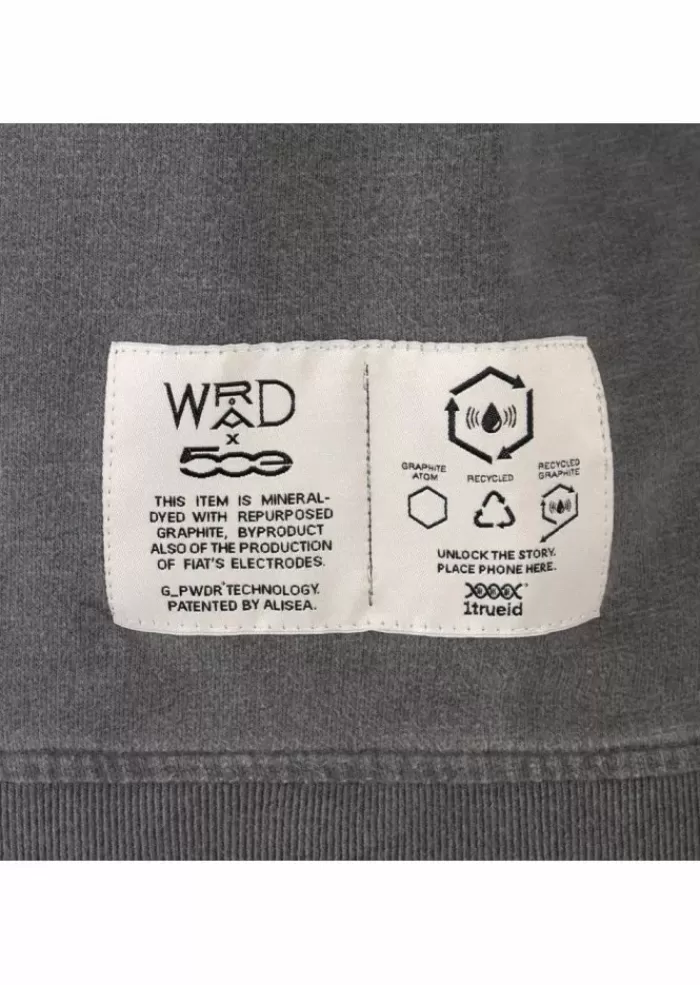 WRÅD
x
500
THIS ITEM IS MINERAL-
DYED WITH REPURPOSED
GRAPHITE, BYPRODUCT
ALSO OF THE PRODUCTION
OF FIAT'S ELECTRODES.
G_PWDR® TECHNOLOGY.
PATENTED BY ALISEA.
GRAPHITE
ATOM
RECYCLED
RECYCLED
GRAPHITE
UNLOCK THE STORY.
PLACE PHONE HERE.
1trueid